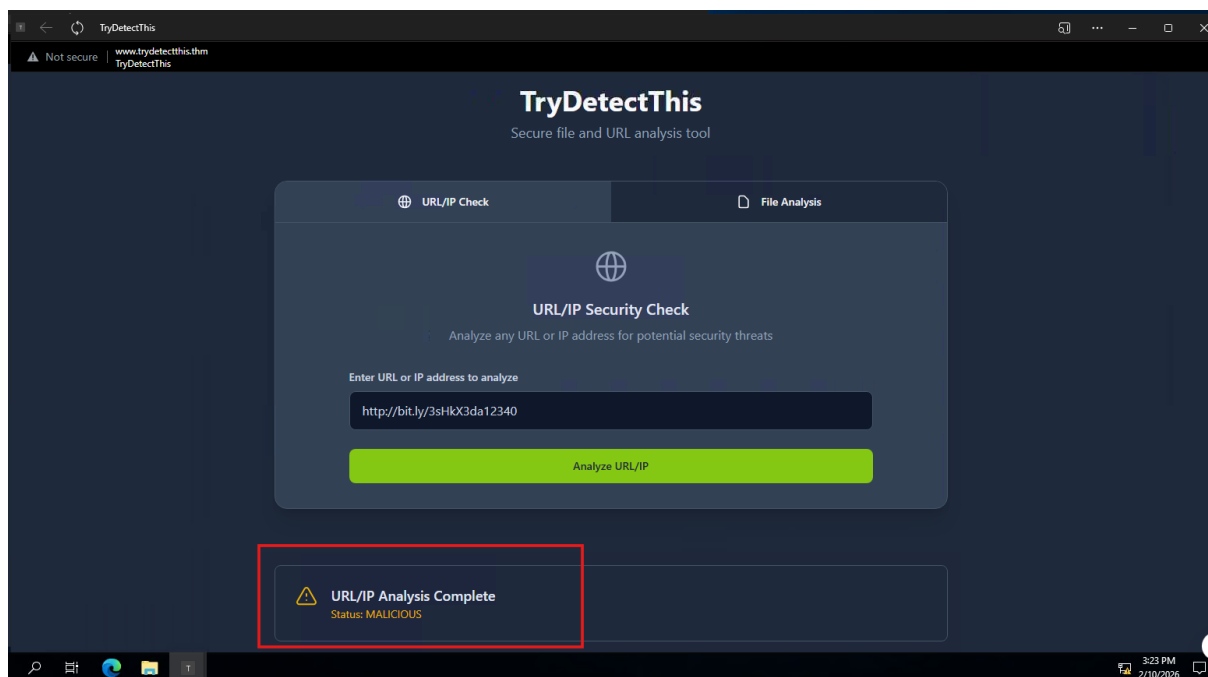 T
TryDetectThis
Not secure
www.trydetectthis.thm
TryDetectThis
TryDetectThis
Secure file and URL analysis tool
URL/IP Check
File Analysis
URL/IP Security Check
Analyze any URL or IP address for potential security threats
Enter URL or IP address to analyze
http://bit.ly/3sHkX3da12340
Analyze URL/IP
URL/IP Analysis Complete
Status: MALICIOUS
T
3:23 PM
2/10/2026